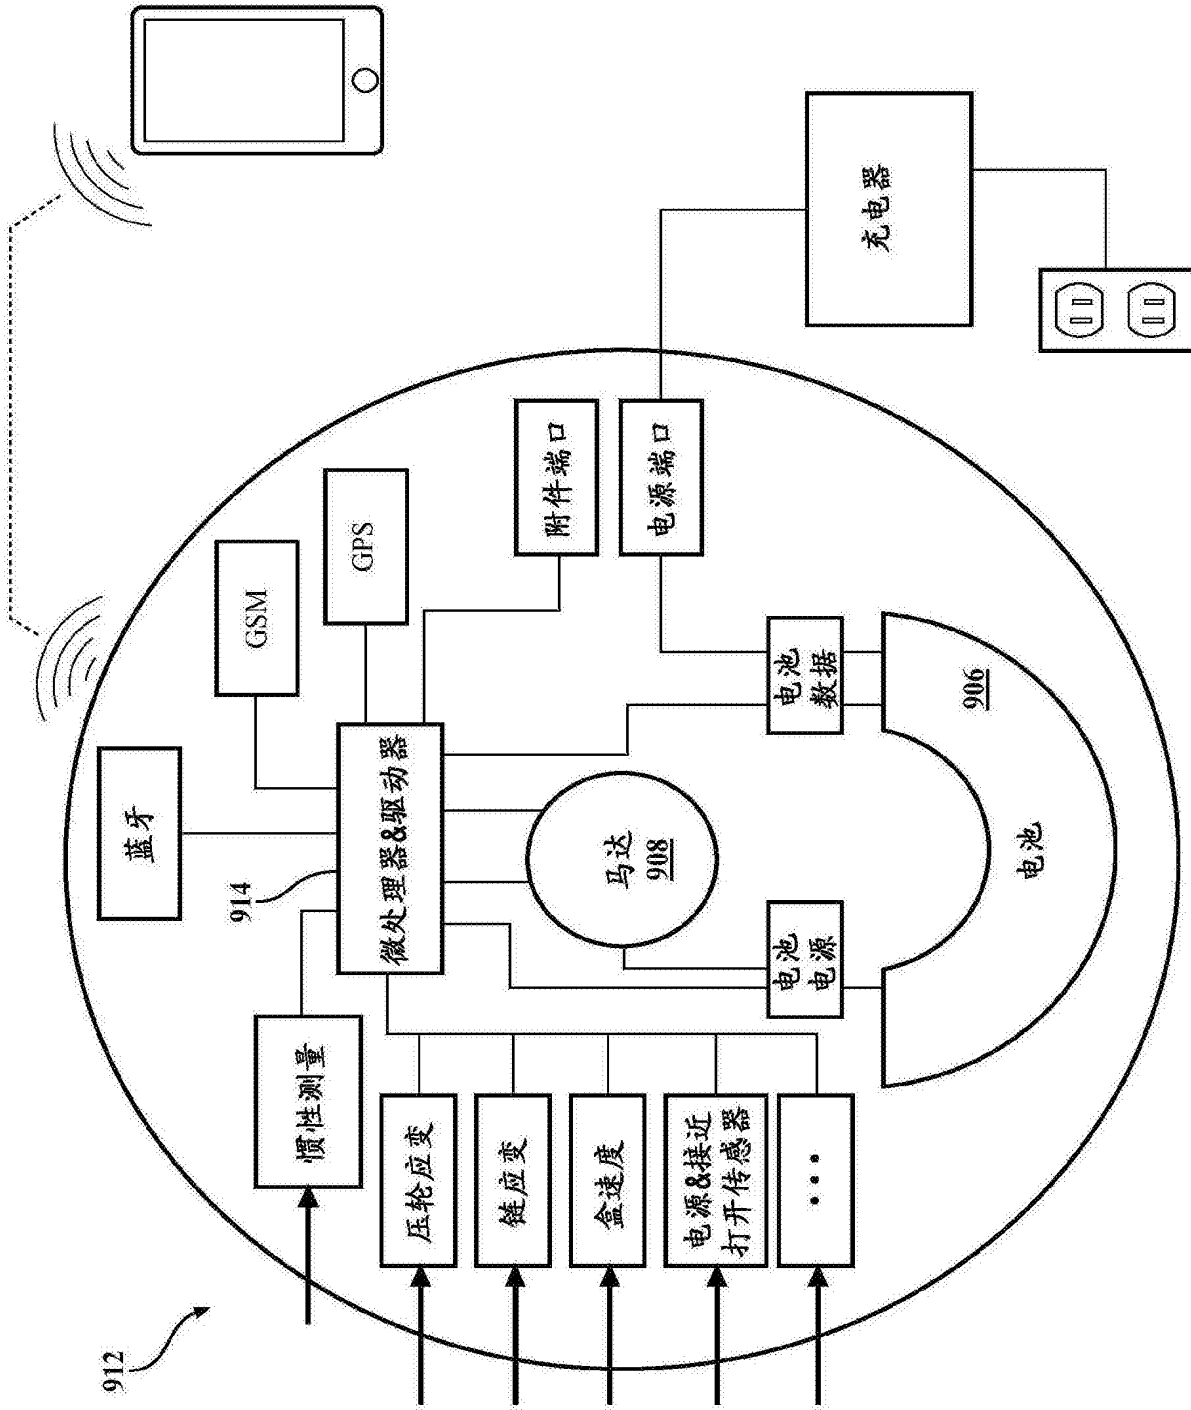 912
惯性测量
914
蓝牙
GSM
GPS
微处理器&驱动器
压轮应变
链应变
盒速度
电源&接近
打开传感器
•••
马达
908
附件端口
电源端口
充电器
电池
电源
电池
数据
906
电池